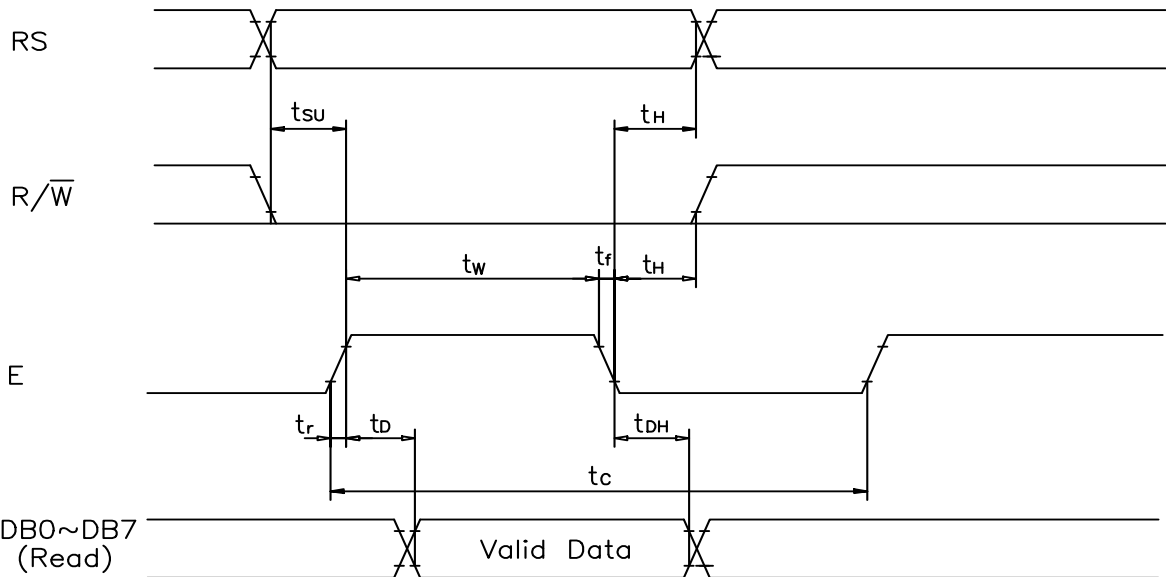 RS
tSU
tH
R/W̅
tW
tf
tH
E
tr
tD
tDH
tC
DB0~DB7
(Read)
Valid Data